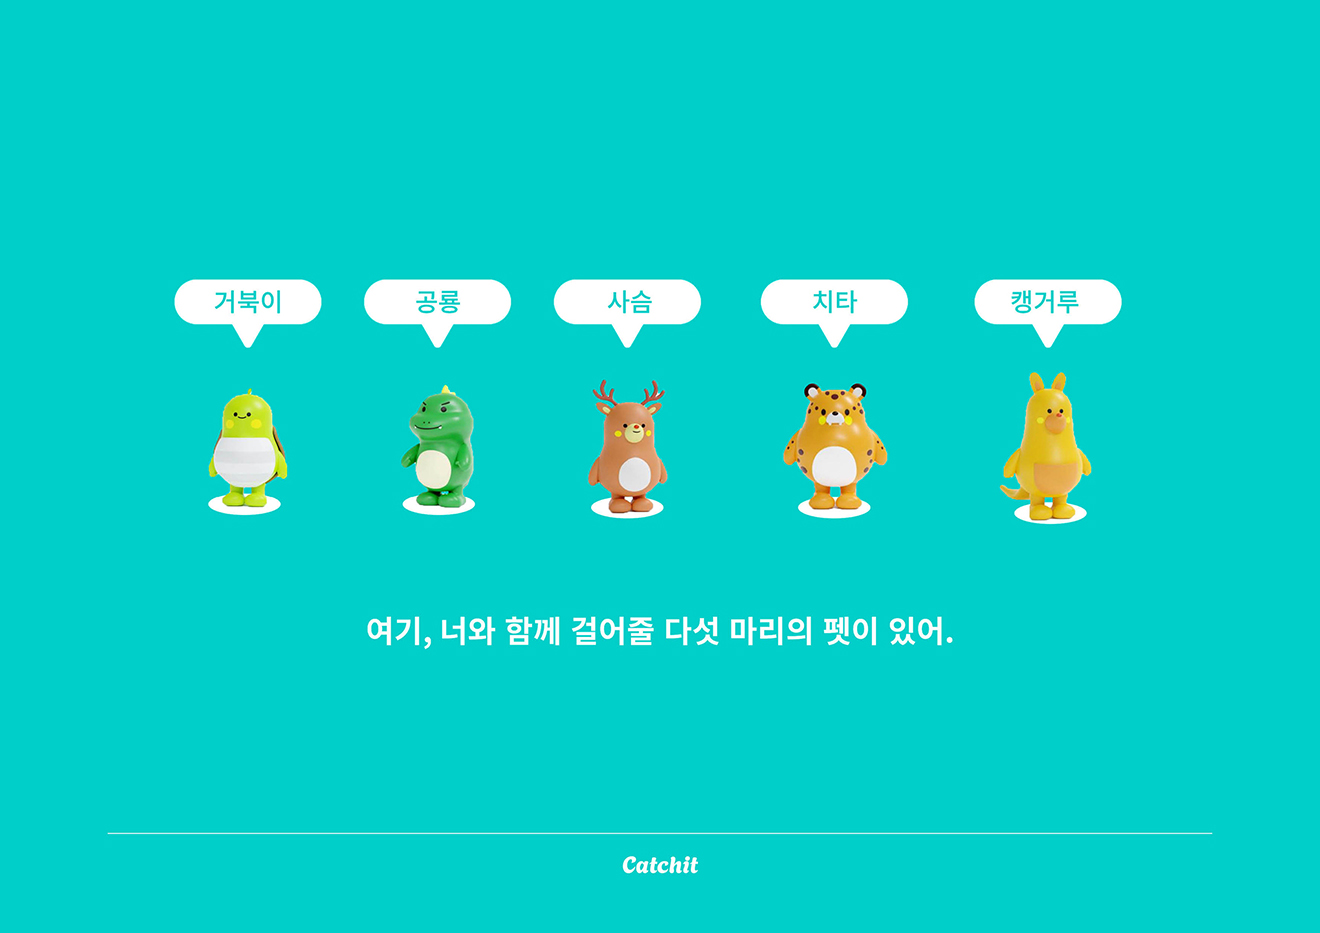 거북이
공룡
사슴
치타
캥거루
여기, 너와 함께 걸어줄 다섯 마리의 펫이 있어.
Catchit